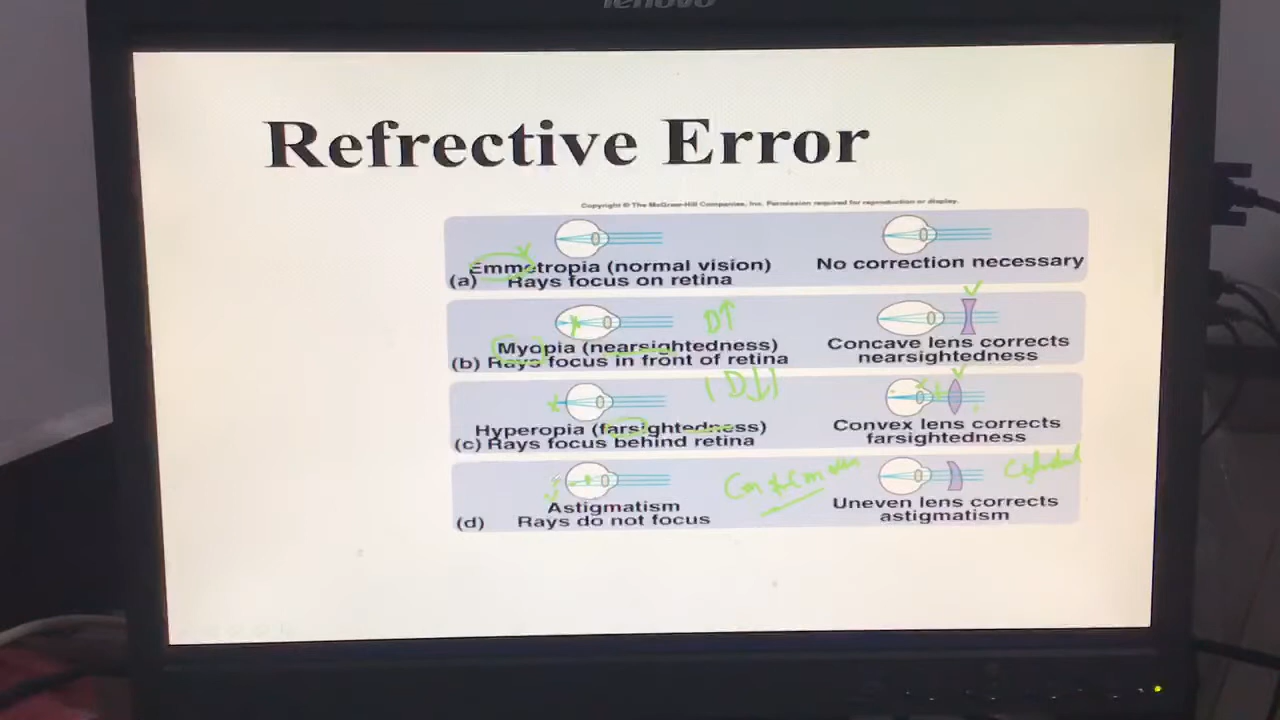 lenovo
Refrective Error
Copyright © The McGraw-Hill Companies, Inc. Permission required for reproduction or display.
Emmetropia (normal vision)
(a) Rays focus on retina
No correction necessary
D↑
Myopia (nearsightedness)
(b) Rays focus in front of retina
Concave lens corrects
nearsightedness
(D↓)
Hyperopia (farsightedness)
(c) Rays focus behind retina
Convex lens corrects
farsightedness
Astigmatism
(d) Rays do not focus
Uneven lens corrects
astigmatism